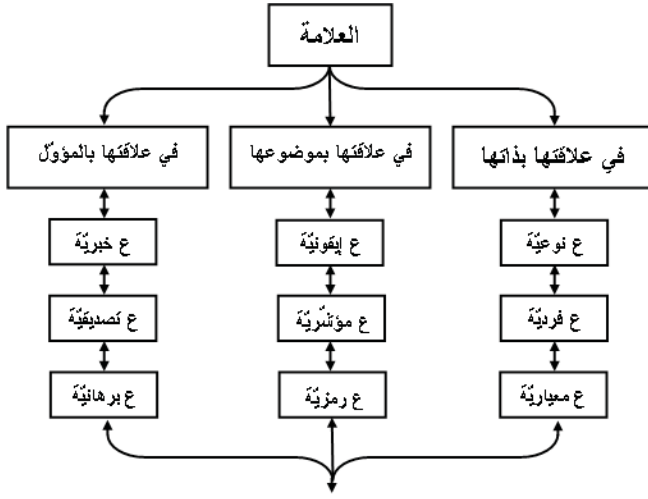 العلامة
في علاقتها بذاتها
في علاقتها بموضوعها
في علاقتها بالمؤوّل
ع نوعيّة
ع إيقونيّة
ع خبريّة
ع فرديّة
ع مؤشّريّة
ع تصديقيّة
ع معياريّة
ع رمزيّة
ع برهانيّة